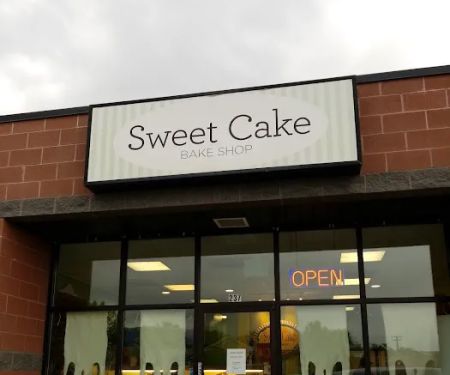 Sweet Cake
BAKE SHOP
OPEN
237